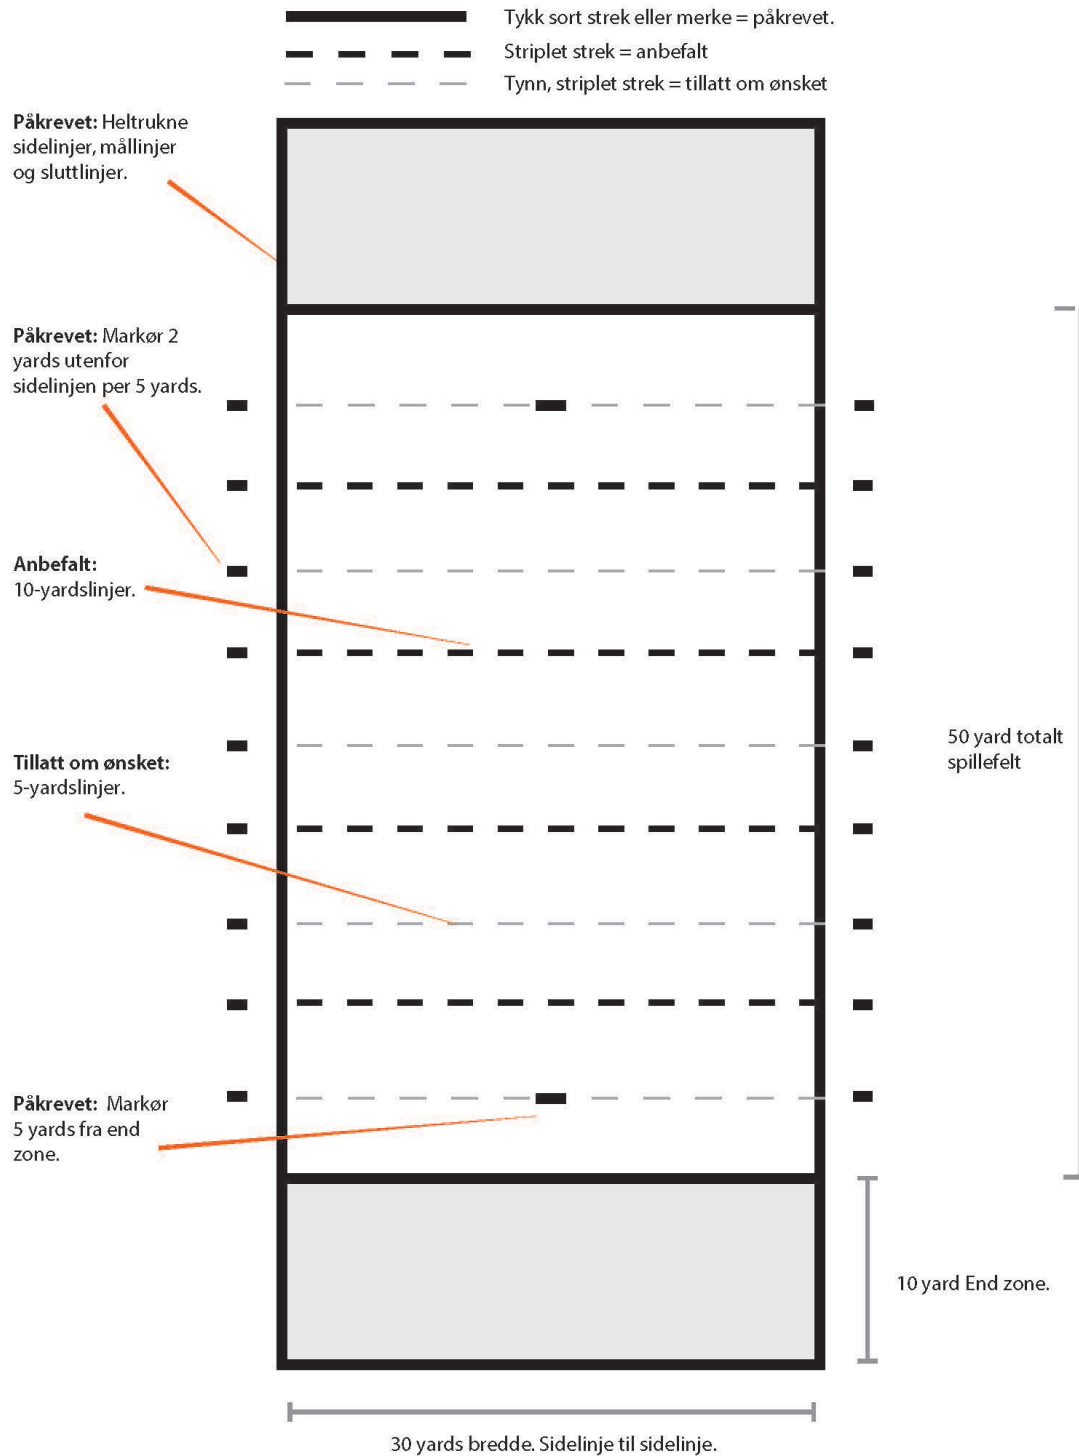 Tykk sort strek eller merke = påkrevet.
Striplet strek = anbefalt
Tynn, striplet strek = tillatt om ønsket
Påkrevet: Heltrukne
sidelinjer, mållinjer
og sluttlinjer.
Påkrevet: Markør 2
yards utenfor
sidelinjen per 5 yards.
Anbefalt:
10-yardslinjer.
Tillatt om ønsket:
5-yardslinjer.
50 yard totalt
spillefelt
Påkrevet: Markør
5 yards fra end
zone.
10 yard End zone.
30 yards bredde. Sidelinje til sidelinje.